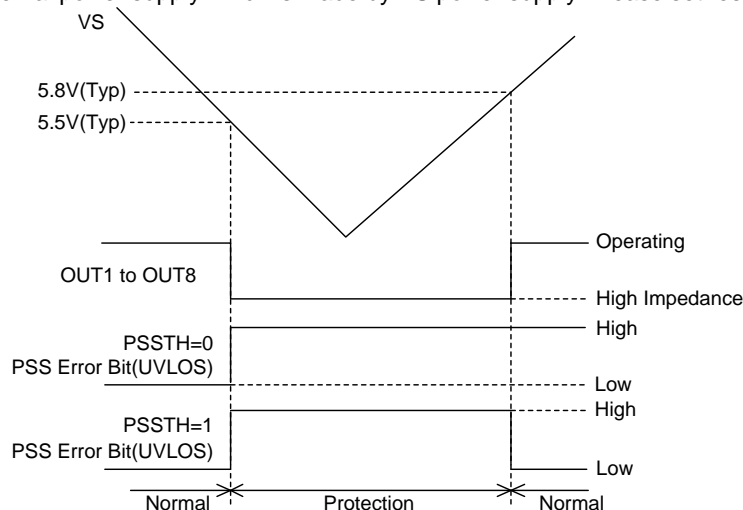 VS
5.8V(Typ)
5.5V(Typ)
OUT1 to OUT8
Operating
High Impedance
PSSTH=0
PSS Error Bit(UVLOS)
High
Low
PSSTH=1
PSS Error Bit(UVLOS)
High
Low
Normal
Protection
Normal